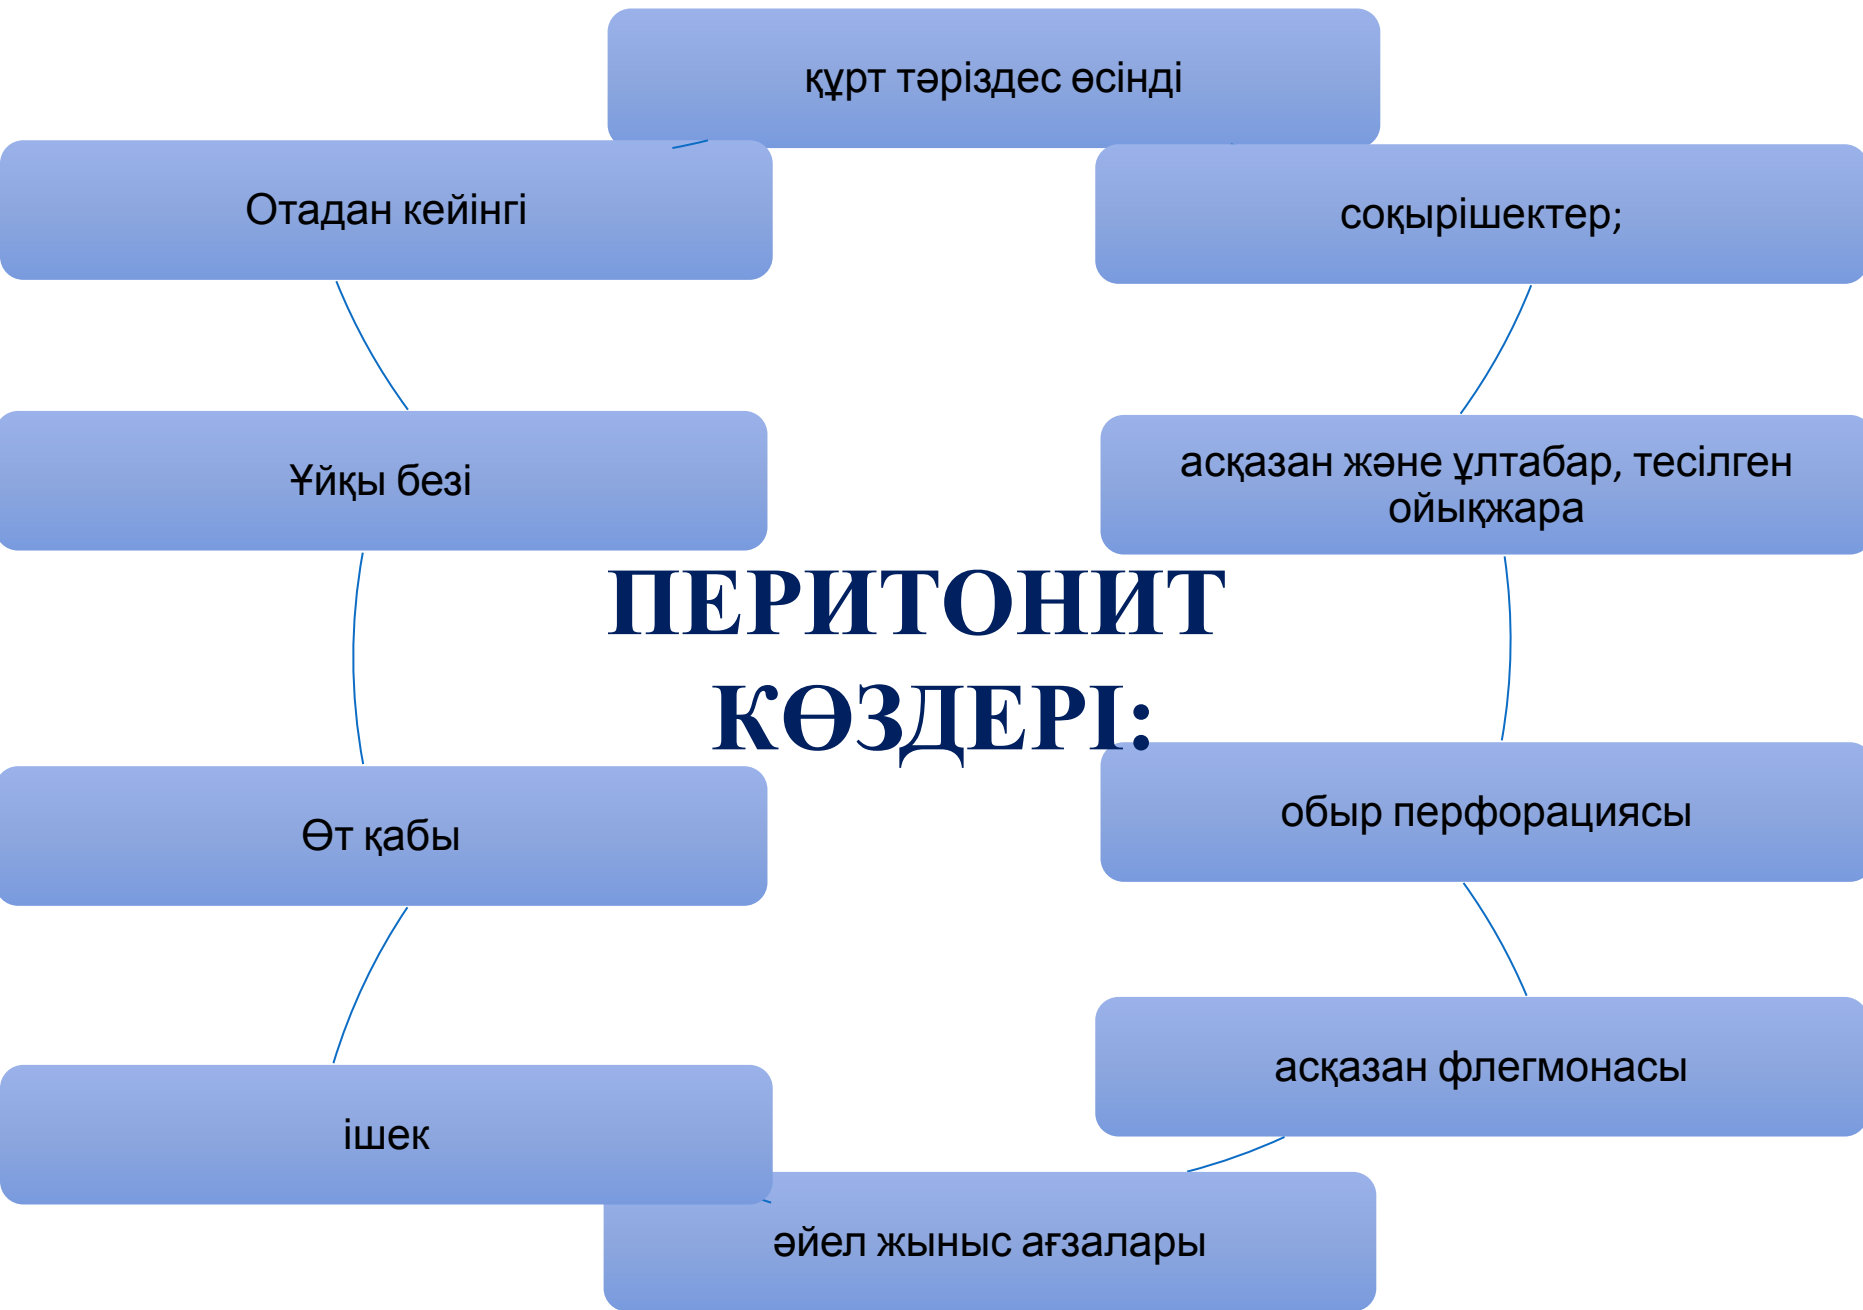 құрт тәріздес өсінді
Отадан кейінгі
соқырішектер;
Ұйқы безі
асқазан және ұлтабар, тесілген
ойықжара
ПЕРИТОНИТ
КӨЗДЕРІ:
Өт қабы
обыр перфорациясы
асқазан флегмонасы
ішек
әйел жыныс ағзалары